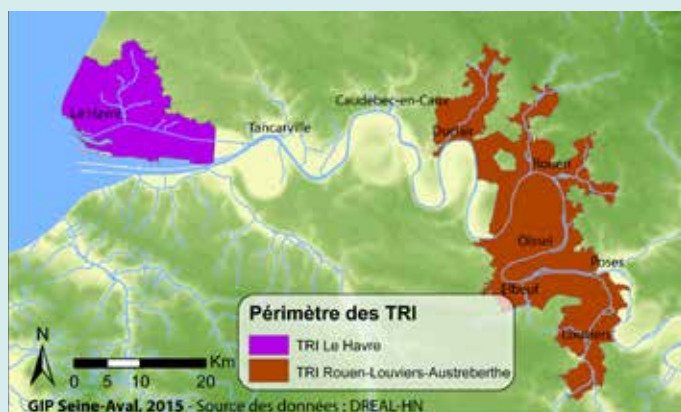 Le Havre
Tancarville
Caudebec-en-Caux
Duclair
Rouen
Oissel
Poses
Elbeuf
Louviers
Périmètre des TRI
TRI Le Havre
TRI Rouen-Louviers-Austreberthe
N
Km
0 5 10 20
GIP Seine-Aval, 2015 - Source des données : DREAL-HN